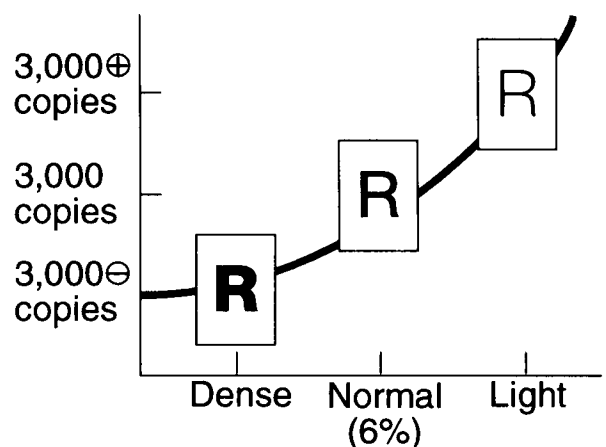 3,000⊕
copies
R
3,000
copies
R
3,000⊖
copies
R
Dense Normal Light
(6%)